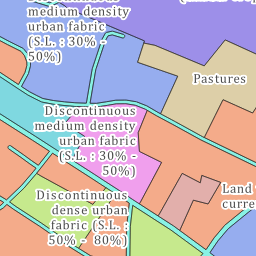 Discontinuous
medium density
urban fabric
(S.L. : 30% -
50%)
Pastures
Discontinuous
medium density
urban fabric
(S.L. : 30% -
50%)
Land
curre
Discontinuous
dense urban
fabric (S.L. :
50% - 80%)